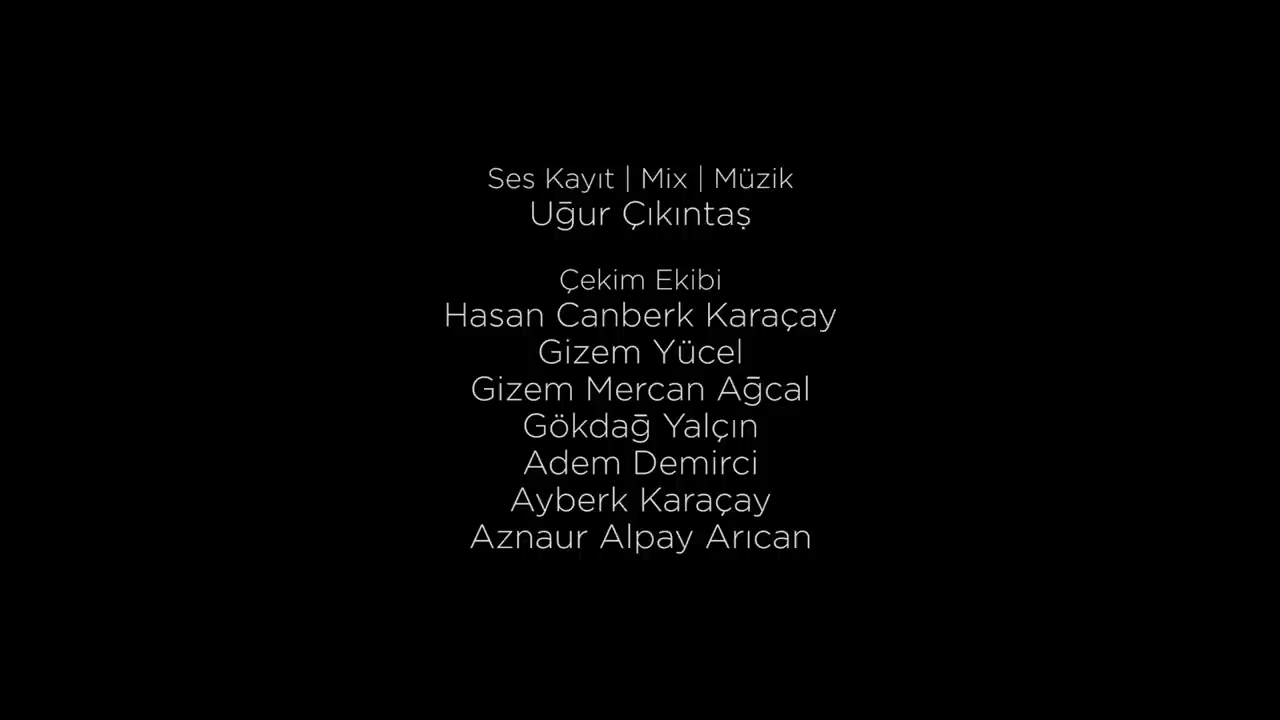 Ses Kayıt | Mix | Müzik
Uğur Çıkıntaş
Çekim Ekibi
Hasan Canberk Karaçay
Gizem Yücel
Gizem Mercan Ağcal
Gökdağ Yalçın
Adem Demirci
Ayberk Karaçay
Aznaur Alpay Arıcan